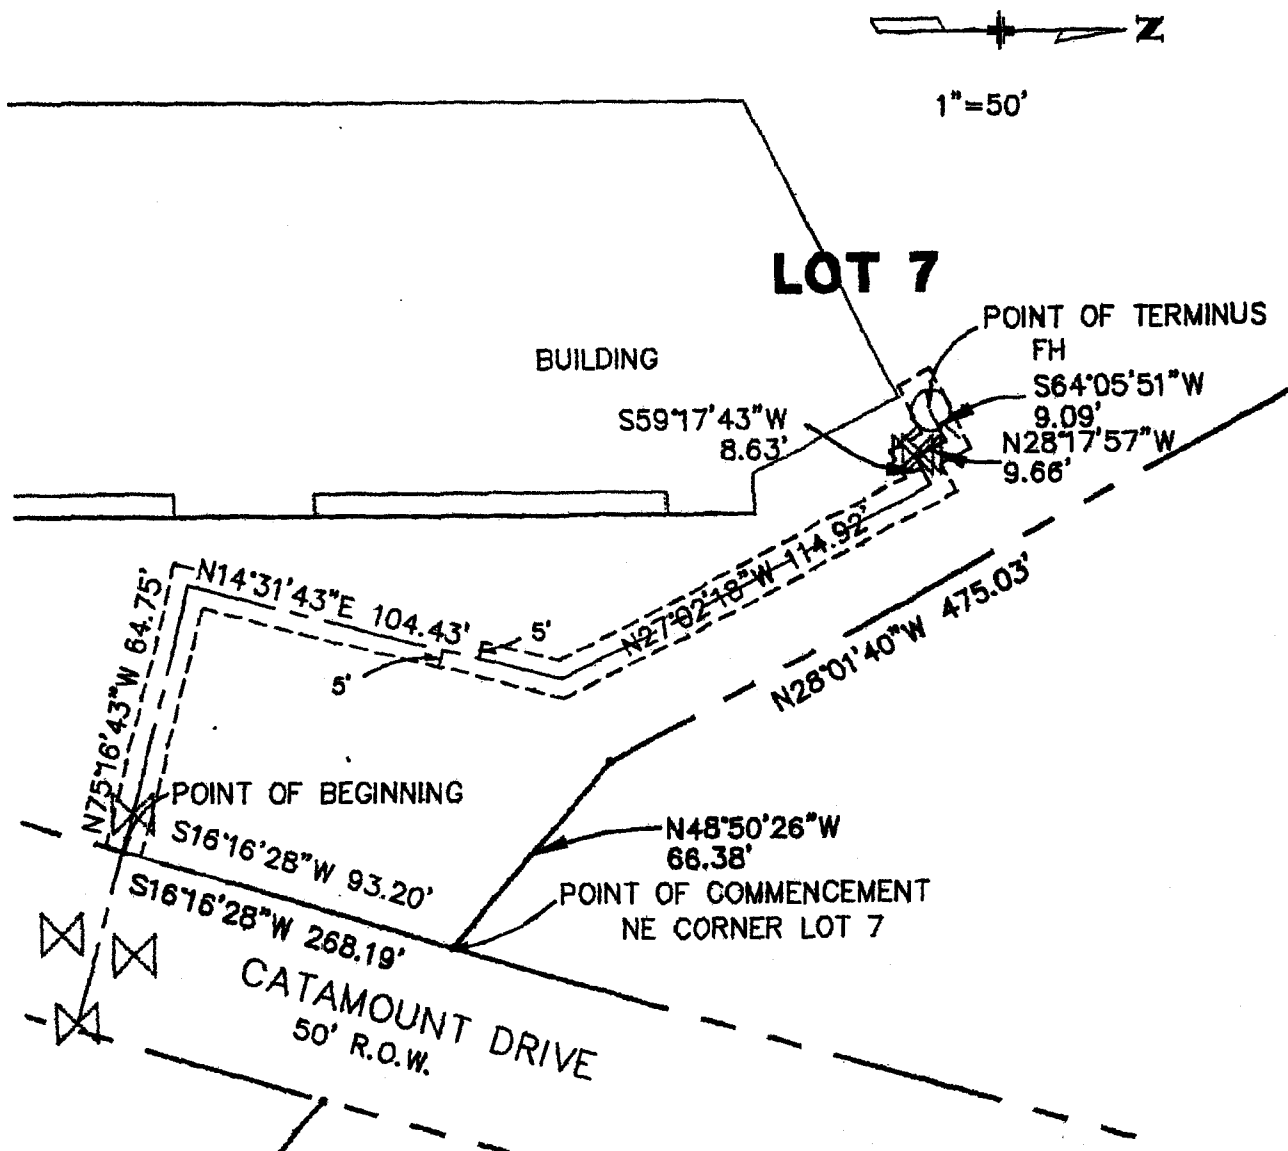 N
1"=50'
LOT 7
POINT OF TERMINUS
FH
BUILDING
S64°05'51"W
9.09'
S59°17'43"W
8.63'
N28°17'57"W
9.66'
N14°31'43"E 104.43'
5'
5'
N27°02'18"W 114.92'
N28°01'40"W 475.03'
N75°16'43"W 64.75'
POINT OF BEGINNING
S16°16'28"W 93.20'
S16°16'28"W 268.19'
N48°50'26"W
66.38'
POINT OF COMMENCEMENT
NE CORNER LOT 7
CATAMOUNT DRIVE
50' R.O.W.